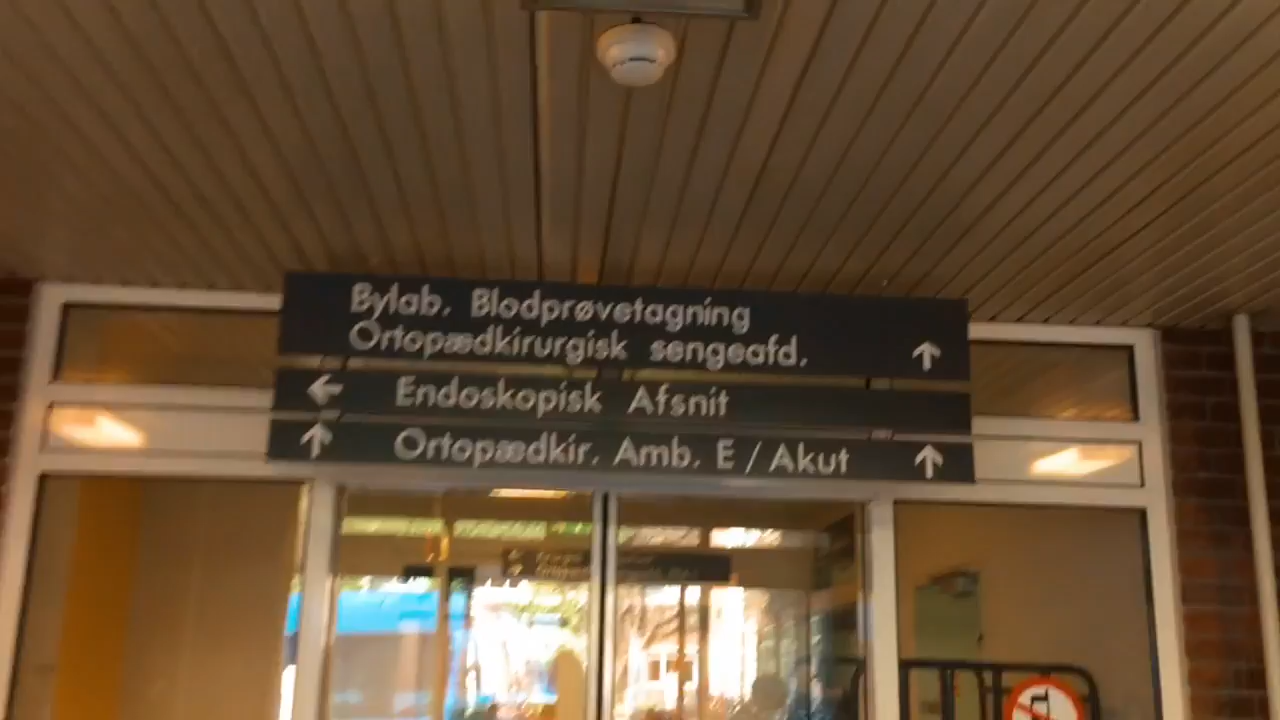 Bylab. Blodprøvetagning
Ortopædkirurgisk sengeafd.
Endoskopisk Afsnit
Ortopædkir. Amb. E / Akut